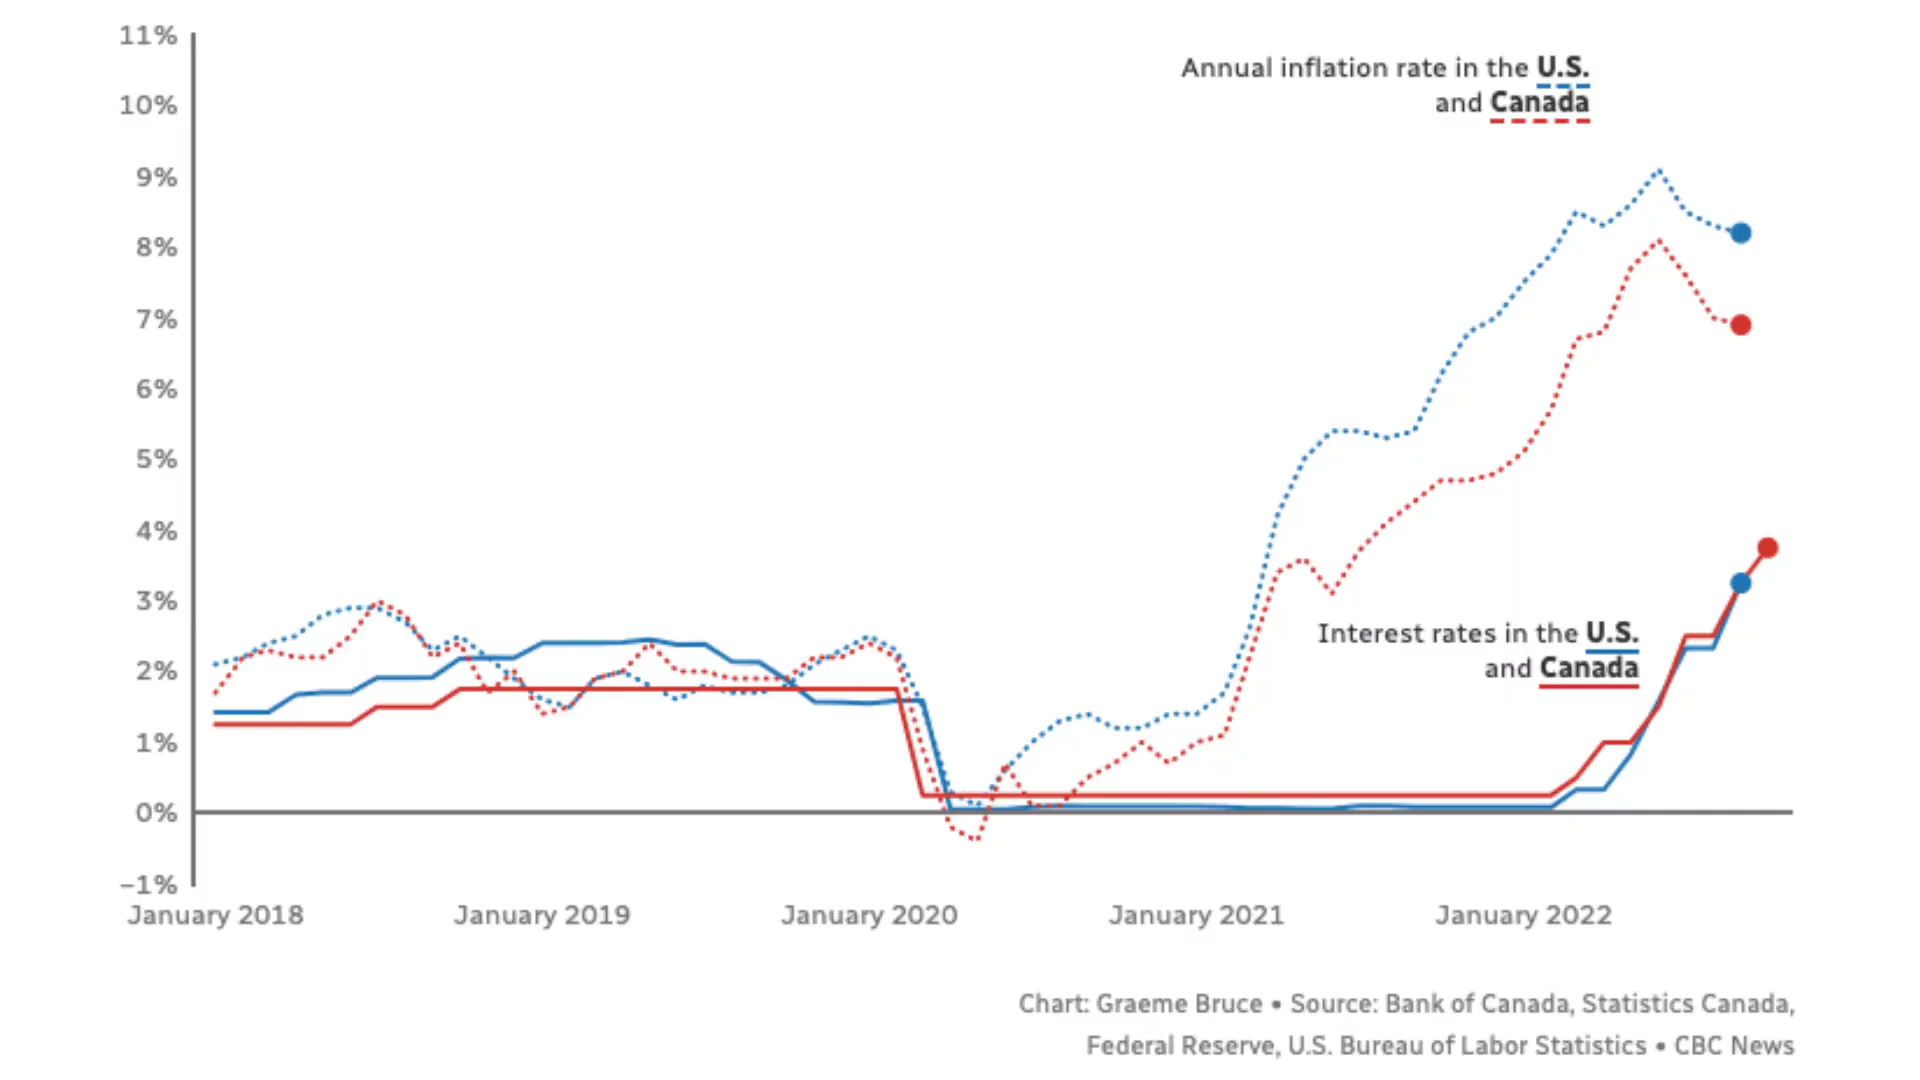 11%
10%
9%
8%
7%
6%
5%
4%
3%
2%
1%
0%
−1%
Annual inflation rate in the U.S.
and Canada
Interest rates in the U.S.
and Canada
January 2018
January 2019
January 2020
January 2021
January 2022
Chart: Graeme Bruce • Source: Bank of Canada, Statistics Canada,
Federal Reserve, U.S. Bureau of Labor Statistics • CBC News